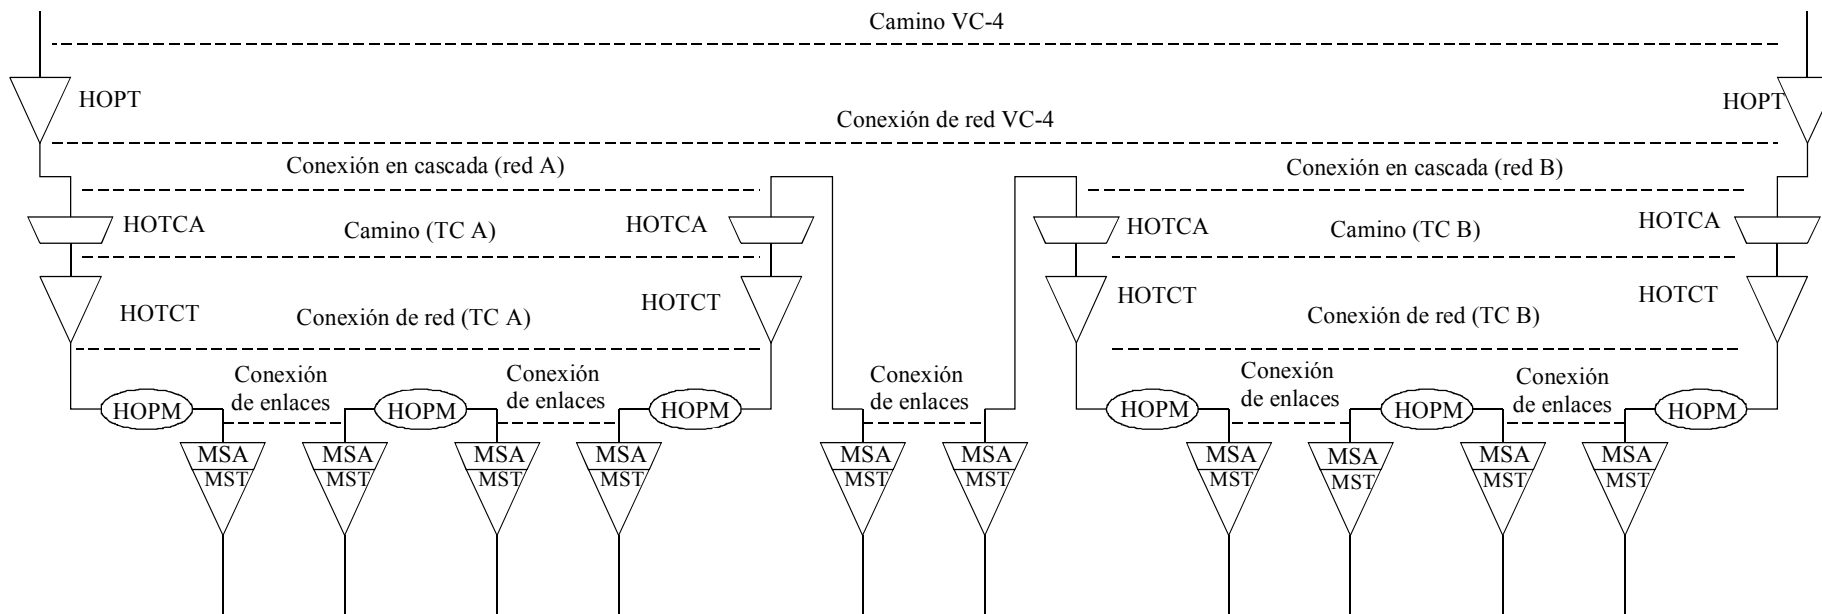 Camino VC-4
HOPT
HOPT
Conexión de red VC-4
Conexión en cascada (red A)
Conexión en cascada (red B)
HOTCA
Camino (TC A)
HOTCA
HOTCA
Camino (TC B)
HOTCA
HOTCT
Conexión de red (TC A)
HOTCT
HOTCT
Conexión de red (TC B)
HOTCT
Conexión
de enlaces
Conexión
de enlaces
Conexión
de enlaces
Conexión
de enlaces
Conexión
de enlaces
HOPM
HOPM
HOPM
HOPM
HOPM
HOPM
MSA
MST
MSA
MST
MSA
MST
MSA
MST
MSA
MST
MSA
MST
MSA
MST
MSA
MST
MSA
MST
MSA
MST